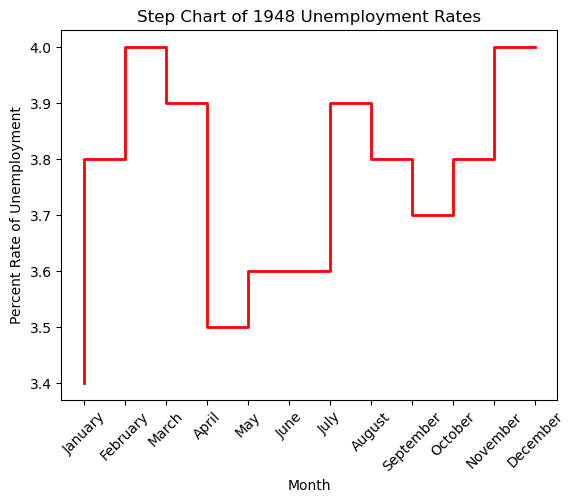 Step Chart of 1948 Unemployment Rates
Percent Rate of Unemployment
4.0
3.9
3.8
3.7
3.6
3.5
3.4
January
February
March
April
May
June
July
August
September
October
November
December
Month